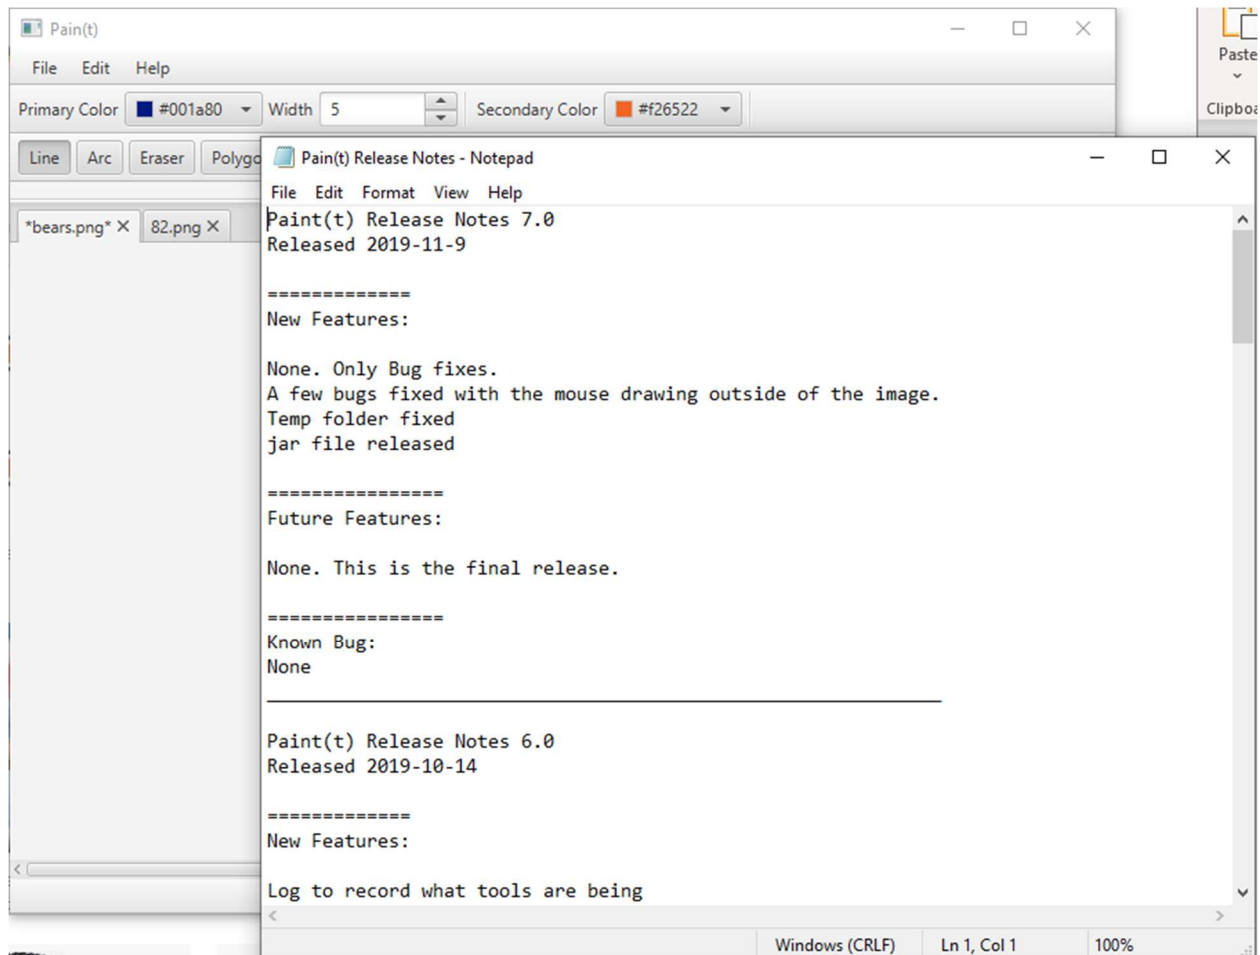 Pain(t)
File Edit Help
Primary Color #001a80 Width 5 Secondary Color #f26522
Line Arc Eraser
*bears.png* 82.png
Paste
Pain(t) Release Notes - Notepad
File Edit Format View Help
Paint(t) Release Notes 7.0
Released 2019-11-9
=============
New Features:
None. Only Bug fixes.
A few bugs fixed with the mouse drawing outside of the image.
Temp folder fixed
jar file released
================
Future Features:
None. This is the final release.
================
Known Bug:
None
Paint(t) Release Notes 6.0
Released 2019-10-14
=============
New Features:
Log to record what tools are being
Windows (CRLF) Ln 1, Col 1 100%